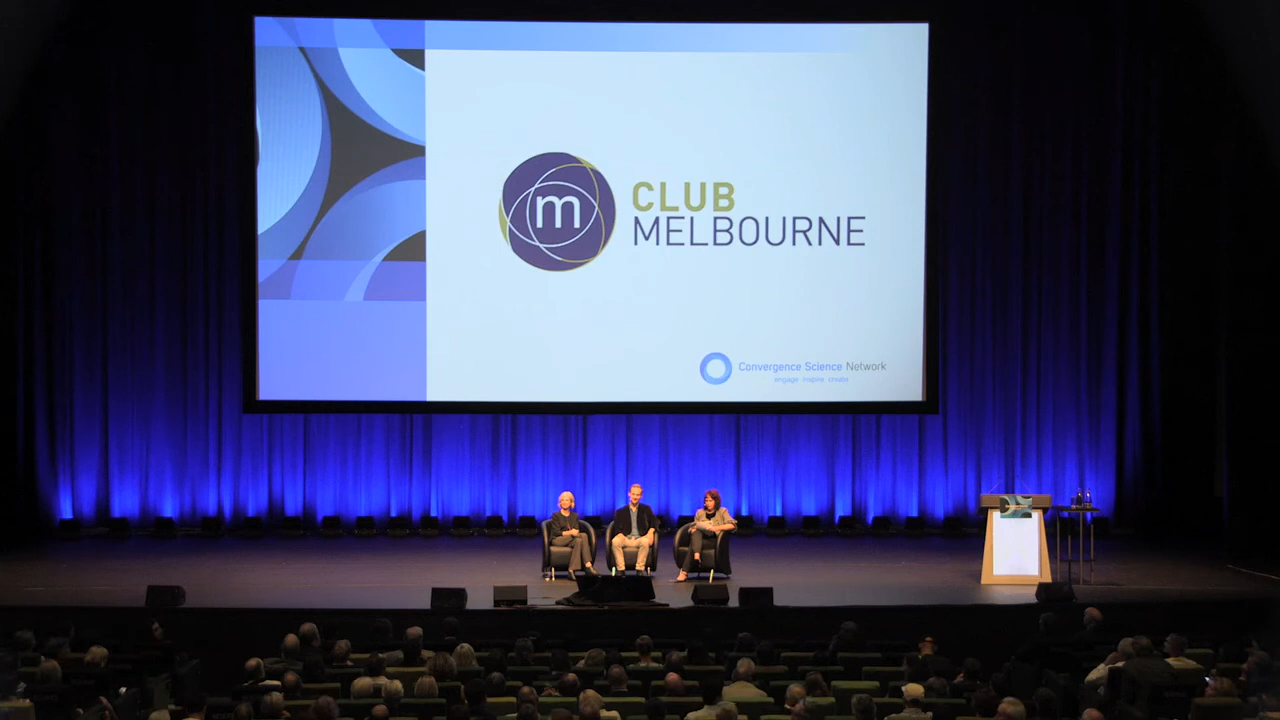 m
CLUB
MELBOURNE
Convergence Science Network
engage inspire create